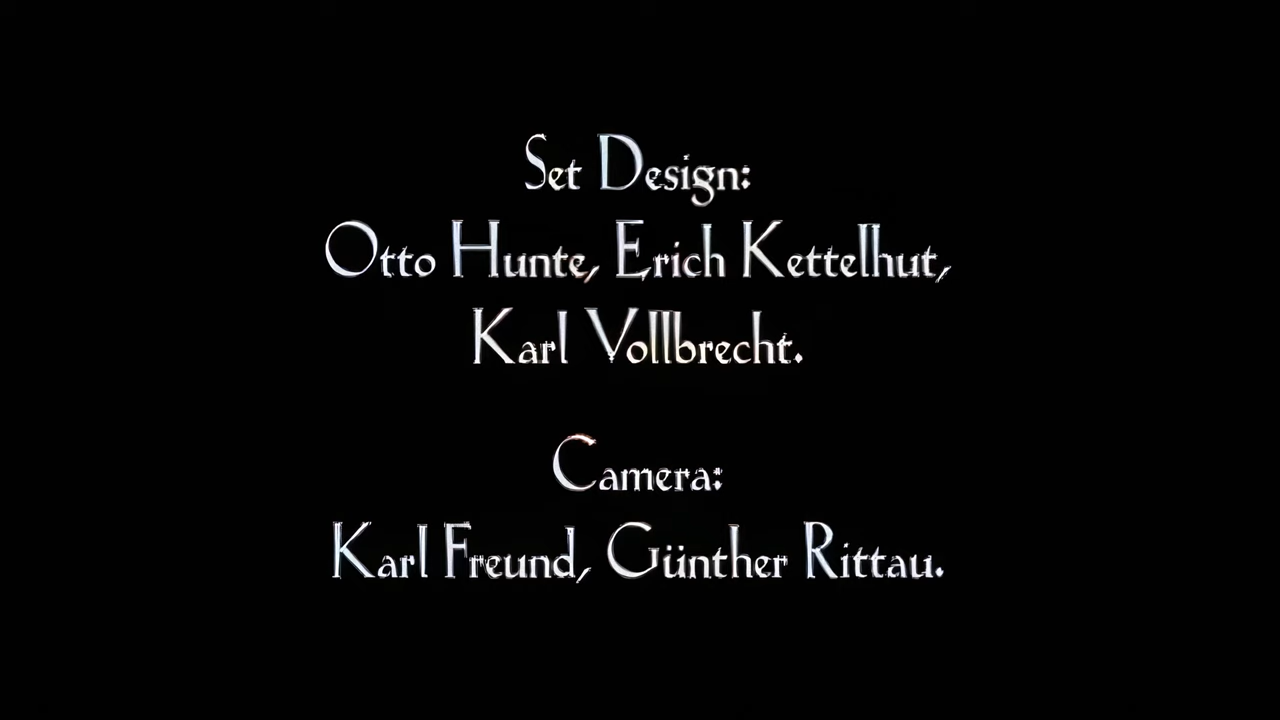 Set Design:
Otto Hunte, Erich Kettelhut,
Karl Vollbrecht.
Camera:
Karl Freund, Günther Rittau.